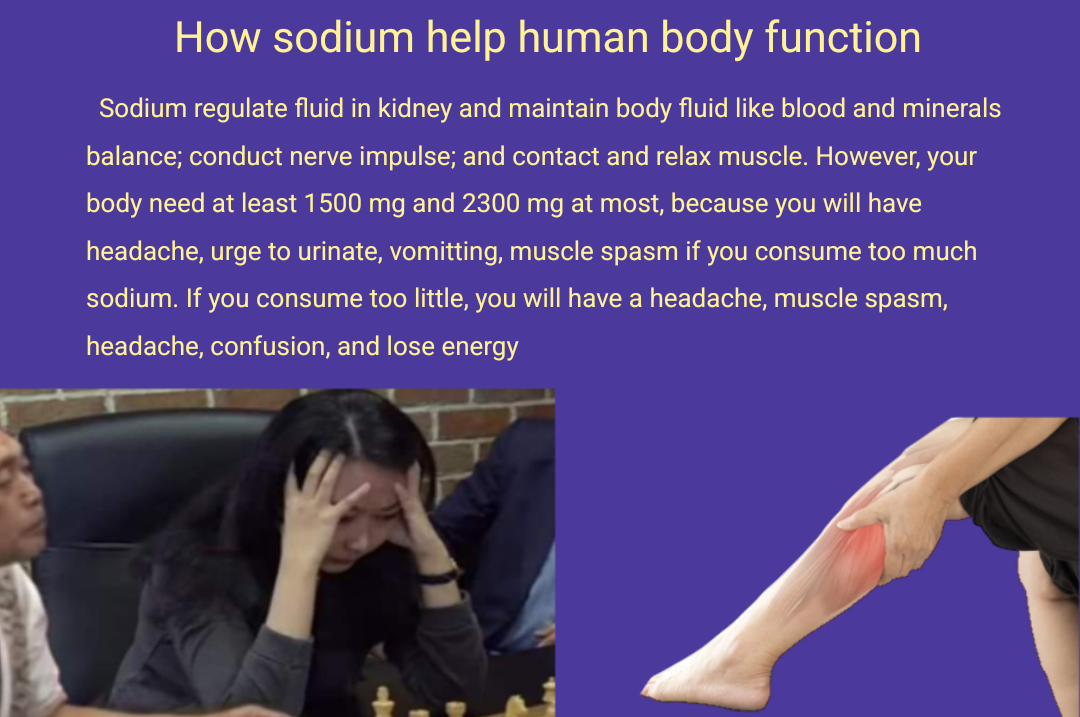 How sodium help human body function
Sodium regulate fluid in kidney and maintain body fluid like blood and minerals
balance; conduct nerve impulse; and contact and relax muscle. However, your
body need at least 1500 mg and 2300 mg at most, because you will have
headache, urge to urinate, vomitting, muscle spasm if you consume too much
sodium. If you consume too little, you will have a headache, muscle spasm,
headache, confusion, and lose energy